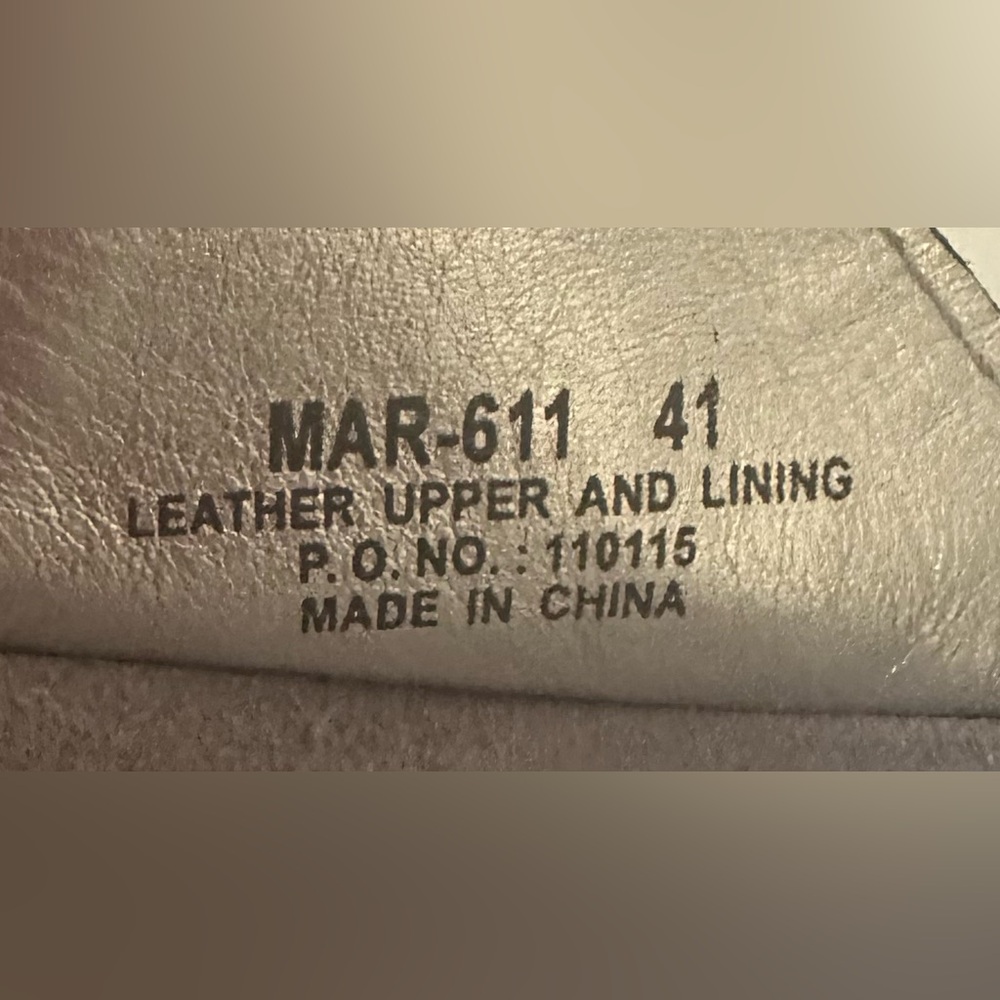 MAR-611 41
LEATHER UPPER AND LINING
P.O.NO.: 110115
MADE IN CHINA